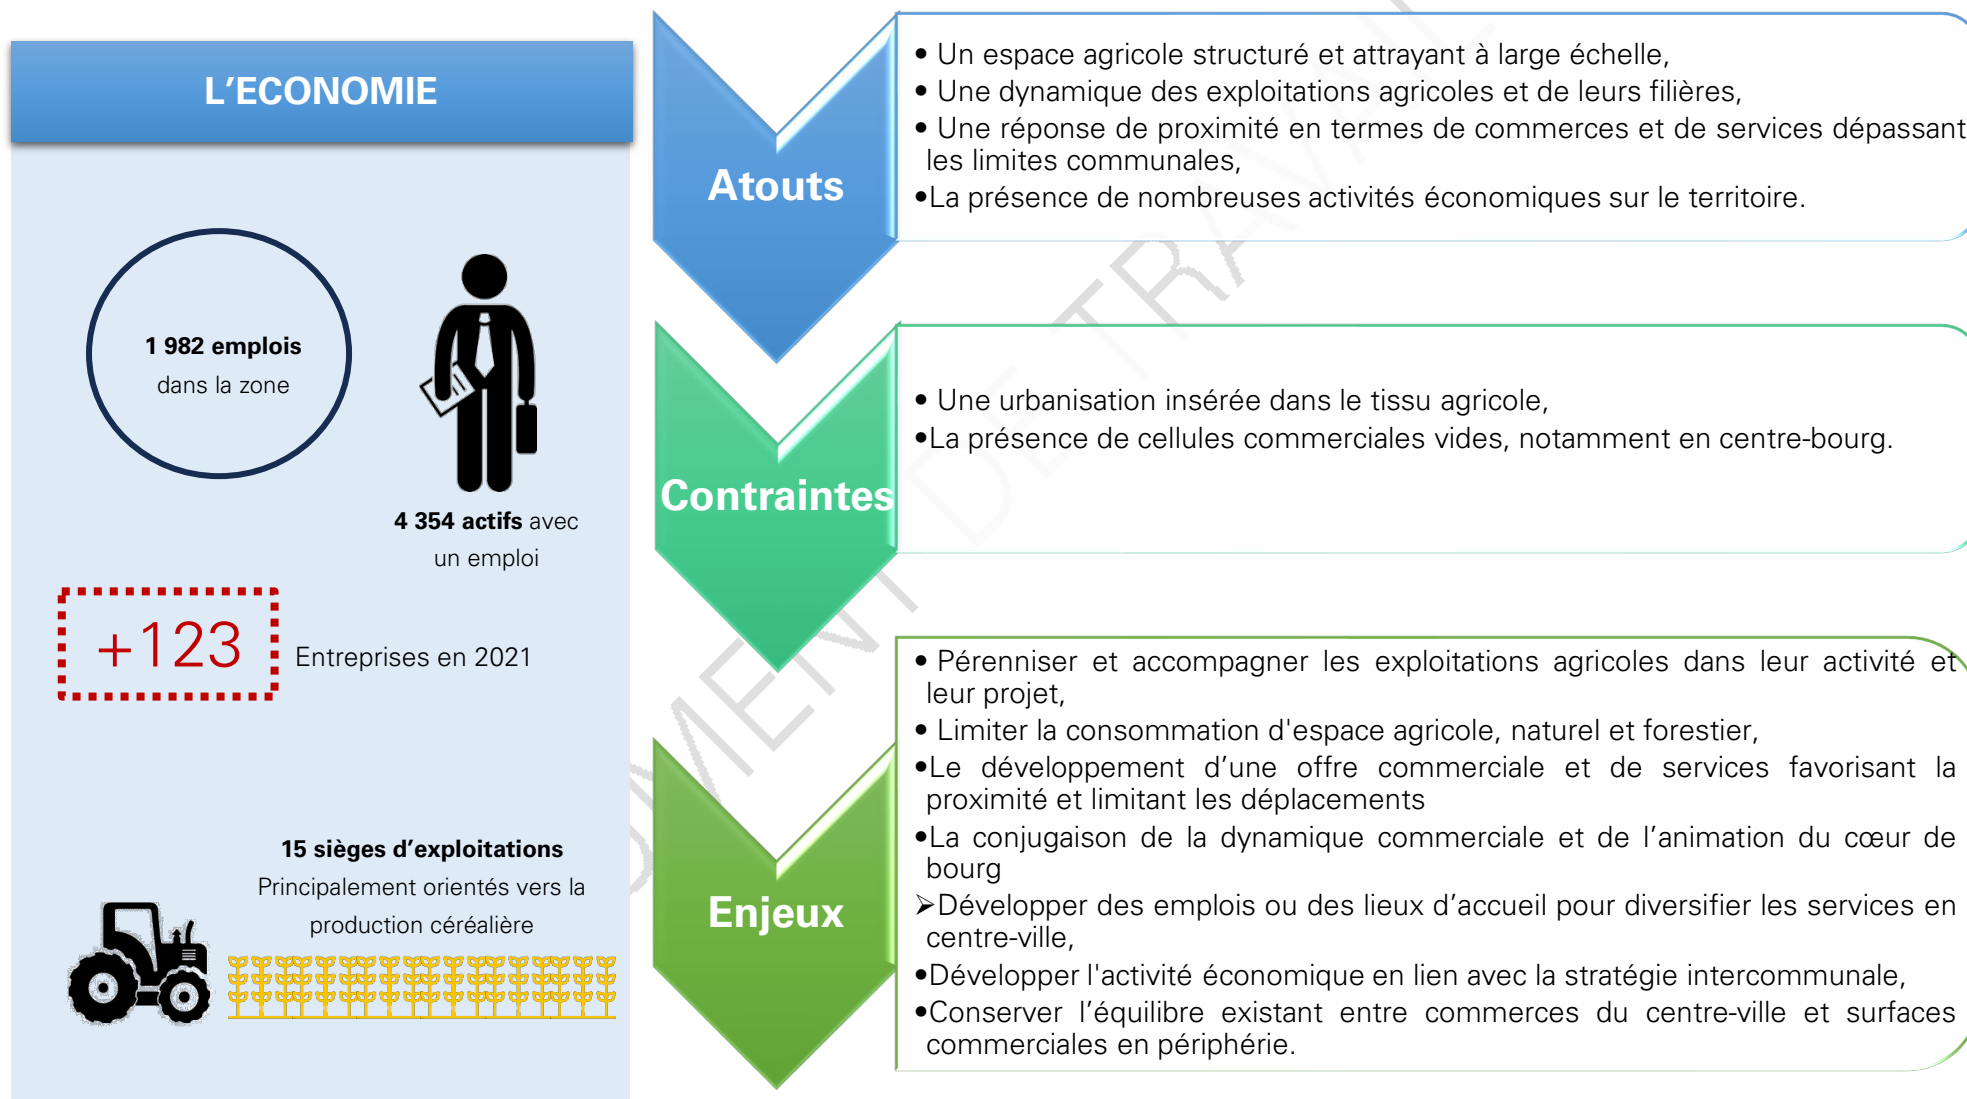 L’ECONOMIE
1 982 emplois
dans la zone
4 354 actifs avec
un emploi
+123
Entreprises en 2021
15 sièges d’exploitations
Principalement orientés vers la
production céréalière
Atouts
• Un espace agricole structuré et attrayant à large échelle,
• Une dynamique des exploitations agricoles et de leurs filières,
• Une réponse de proximité en termes de commerces et de services dépassant
les limites communales,
•La présence de nombreuses activités économiques sur le territoire.
Contraintes
• Une urbanisation insérée dans le tissu agricole,
•La présence de cellules commerciales vides, notamment en centre-bourg.
Enjeux
• Pérenniser et accompagner les exploitations agricoles dans leur activité et
leur projet,
• Limiter la consommation d'espace agricole, naturel et forestier,
•Le développement d’une offre commerciale et de services favorisant la
proximité et limitant les déplacements
•La conjugaison de la dynamique commerciale et de l’animation du cœur de
bourg
➢Développer des emplois ou des lieux d’accueil pour diversifier les services en
centre-ville,
•Développer l'activité économique en lien avec la stratégie intercommunale,
•Conserver l’équilibre existant entre commerces du centre-ville et surfaces
commerciales en périphérie.
DE TRAVAIL